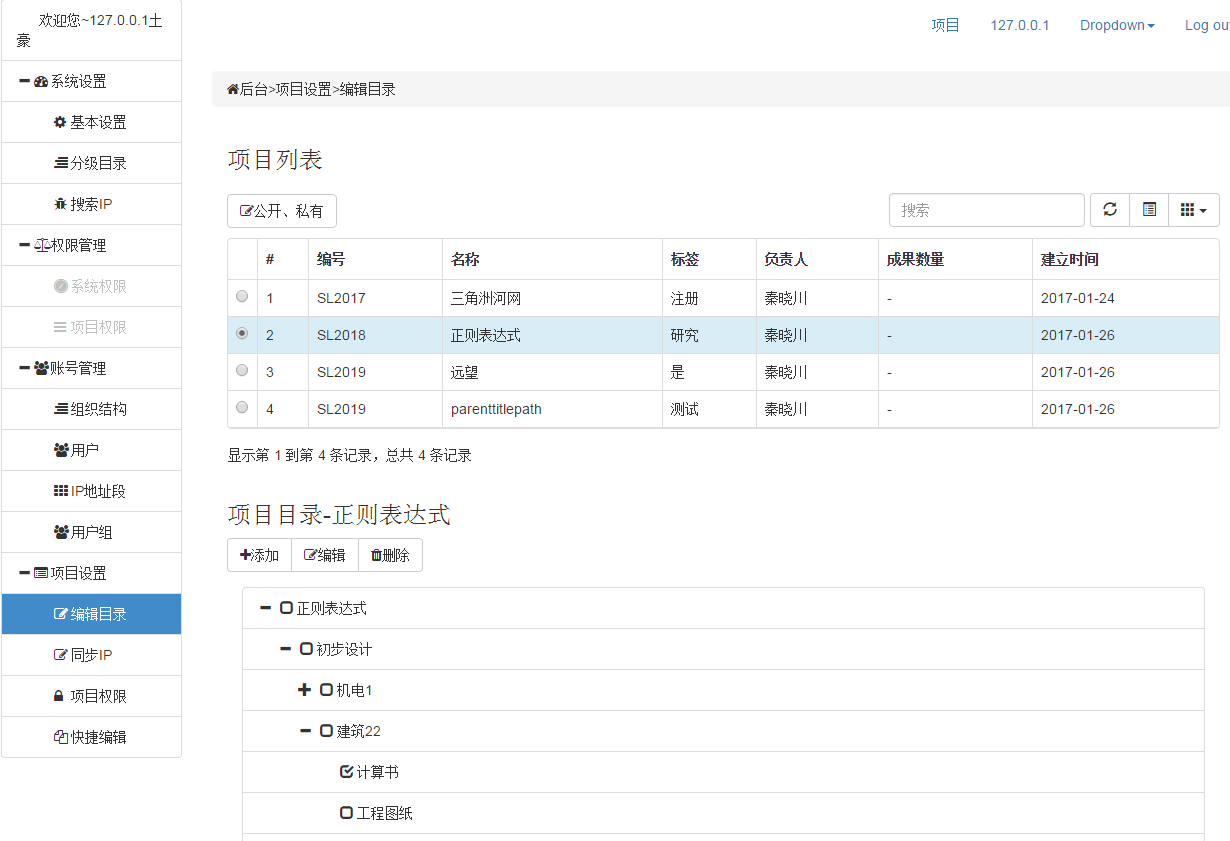 欢迎您~127.0.0.1土
豪
系统设置
基本设置
分级目录
搜索IP
权限管理
系统权限
项目权限
账号管理
组织结构
用户
IP地址段
用户组
项目设置
编辑目录
同步IP
项目权限
快捷编辑
项目 127.0.0.1 Dropdown Log ou
后台>项目设置>编辑目录
项目列表
公开、私有 搜索
# 编号 名称 标签 负责人 成果数量 建立时间
1 SL2017 三角洲河网 注册 秦晓川 - 2017-01-24
2 SL2018 正则表达式 研究 秦晓川 - 2017-01-26
3 SL2019 远望 是 秦晓川 - 2017-01-26
4 SL2019 parenttitlepath 测试 秦晓川 - 2017-01-26
显示第 1 到第 4 条记录，总共 4 条记录
项目目录-正则表达式
添加 编辑 删除
正则表达式
初步设计
机电1
建筑22
计算书
工程图纸